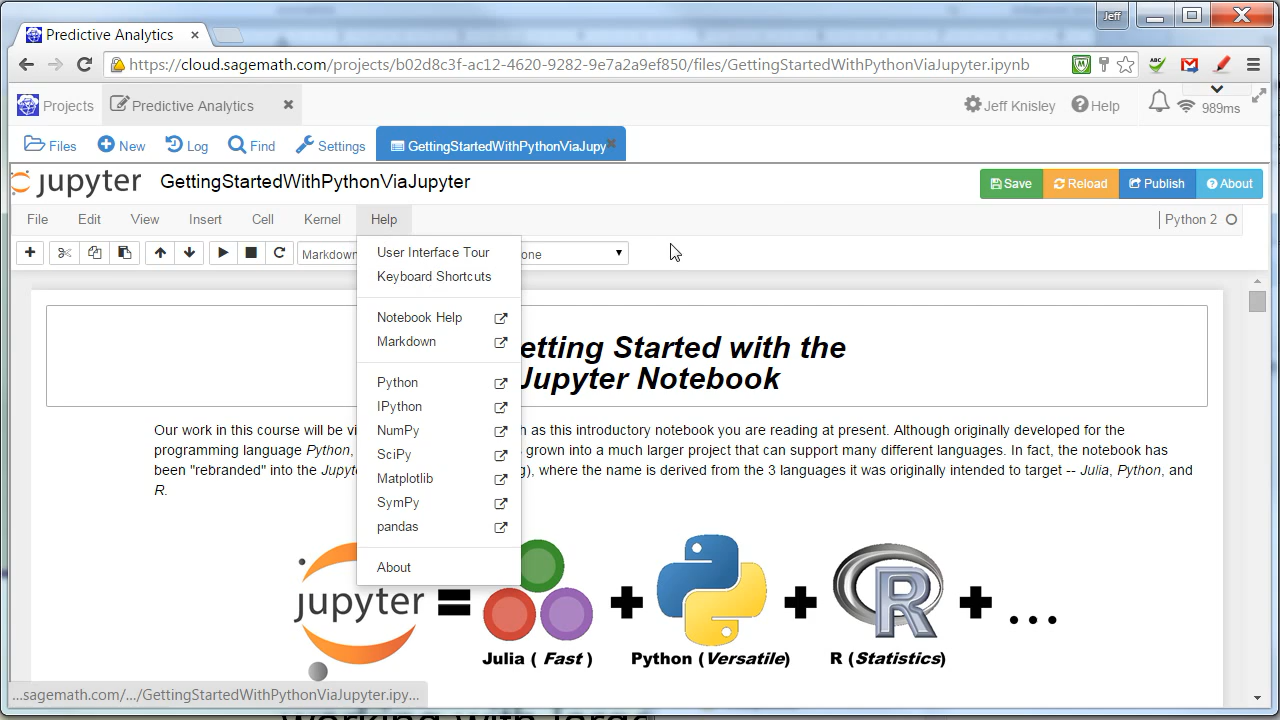 Jeff
Predictive Analytics
https://cloud.sagemath.com/projects/b02d8c3f-ac12-4620-9282-9e7a2a9ef850/files/GettingStartedWithPythonViaJupyter.ipynb
Projects Predictive Analytics Jeff Knisley Help 989ms
Files New Log Find Settings GettingStartedWithPythonViaJupy
jupyter GettingStartedWithPythonViaJupyter Save Reload Publish About
File Edit View Insert Cell Kernel Help Python 2
Markdown one
User Interface Tour
Keyboard Shortcuts
Notebook Help
Markdown
Python
IPython
NumPy
SciPy
Matplotlib
SymPy
pandas
About
etting Started with the
Jupyter Notebook
Our work in this course will be vi h as this introductory notebook you are reading at present. Although originally developed for the
programming language Python, s grown into a much larger project that can support many different languages. In fact, the notebook has
been "rebranded" into the Jupyt g), where the name is derived from the 3 languages it was originally intended to target -- Julia, Python, and
R.
jupyter = + + + ...
Julia ( Fast ) Python (Versatile) R (Statistics)
...sagemath.com/.../GettingStartedWithPythonViaJupyter.ipy...